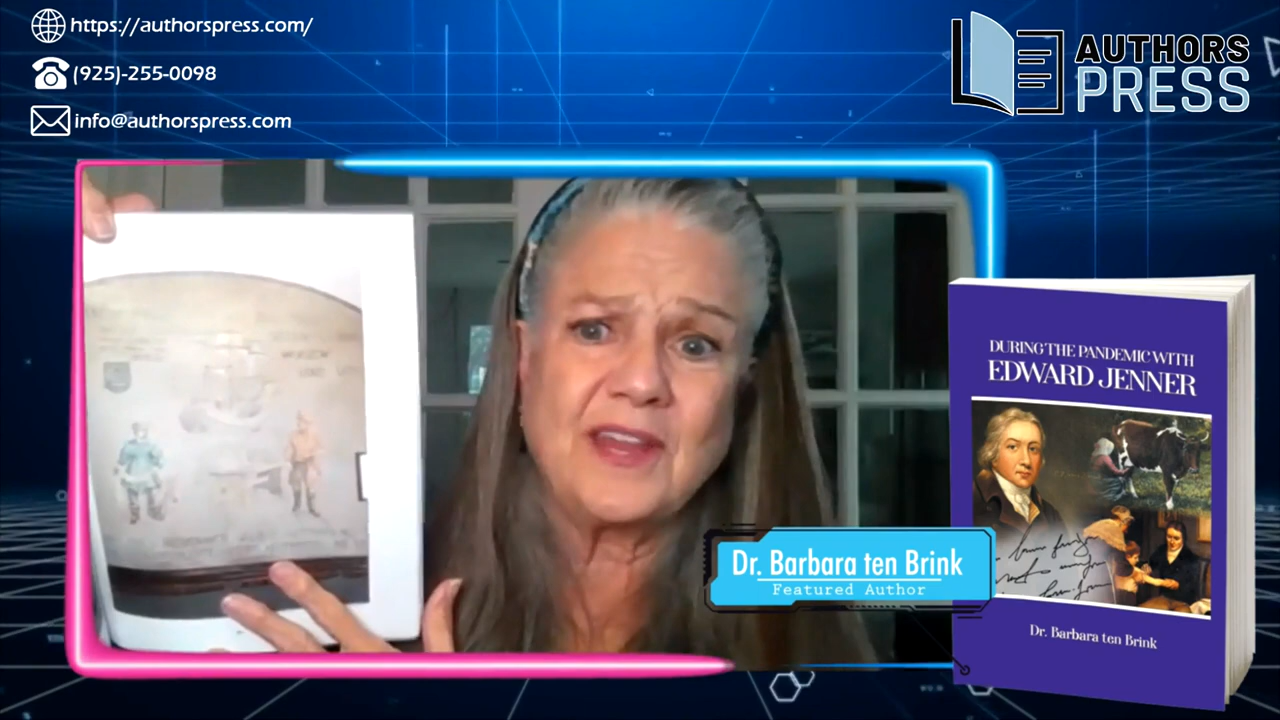 https://authorspress.com/
(925)-255-0098
info@authorspress.com
AUTHORS
PRESS
DURING THE PANDEMIC WITH
EDWARD JENNER
Dr. Barbara ten Brink
Featured Author
Dr. Barbara ten Brink